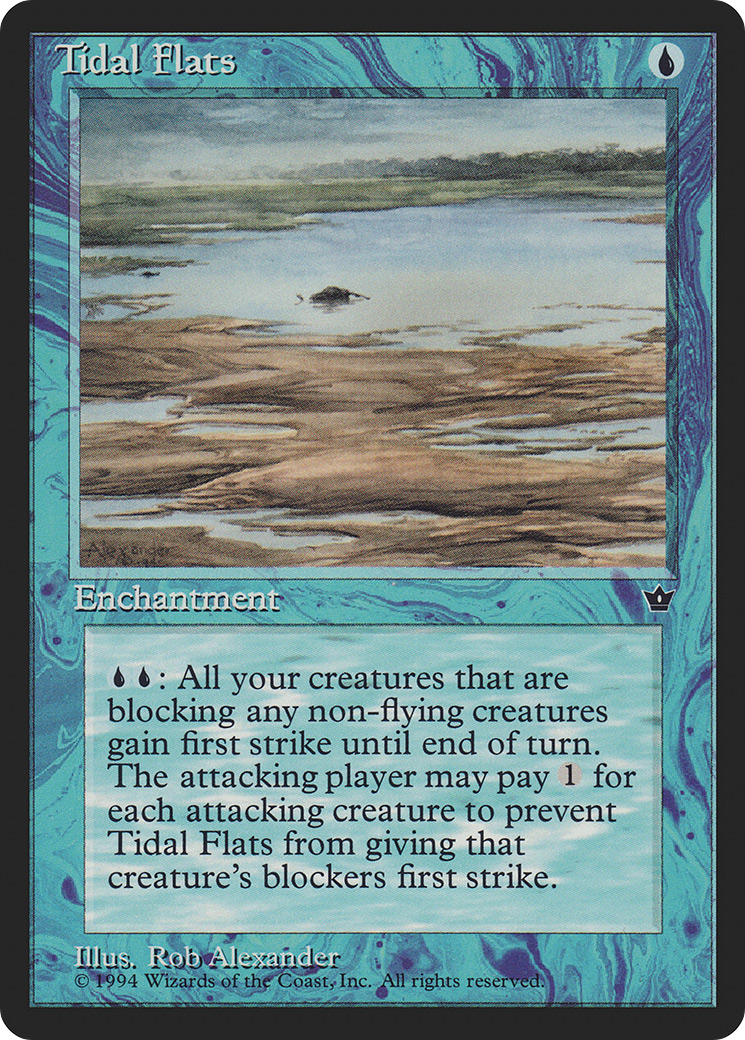 Tidal Flats
Alexander
Enchantment
: All your creatures that are
blocking any non-flying creatures
gain first strike until end of turn.
The attacking player may pay 1 for
each attacking creature to prevent
Tidal Flats from giving that
creature's blockers first strike.
Illus. Rob Alexander
© 1994 Wizards of the Coast, Inc. All rights reserved.